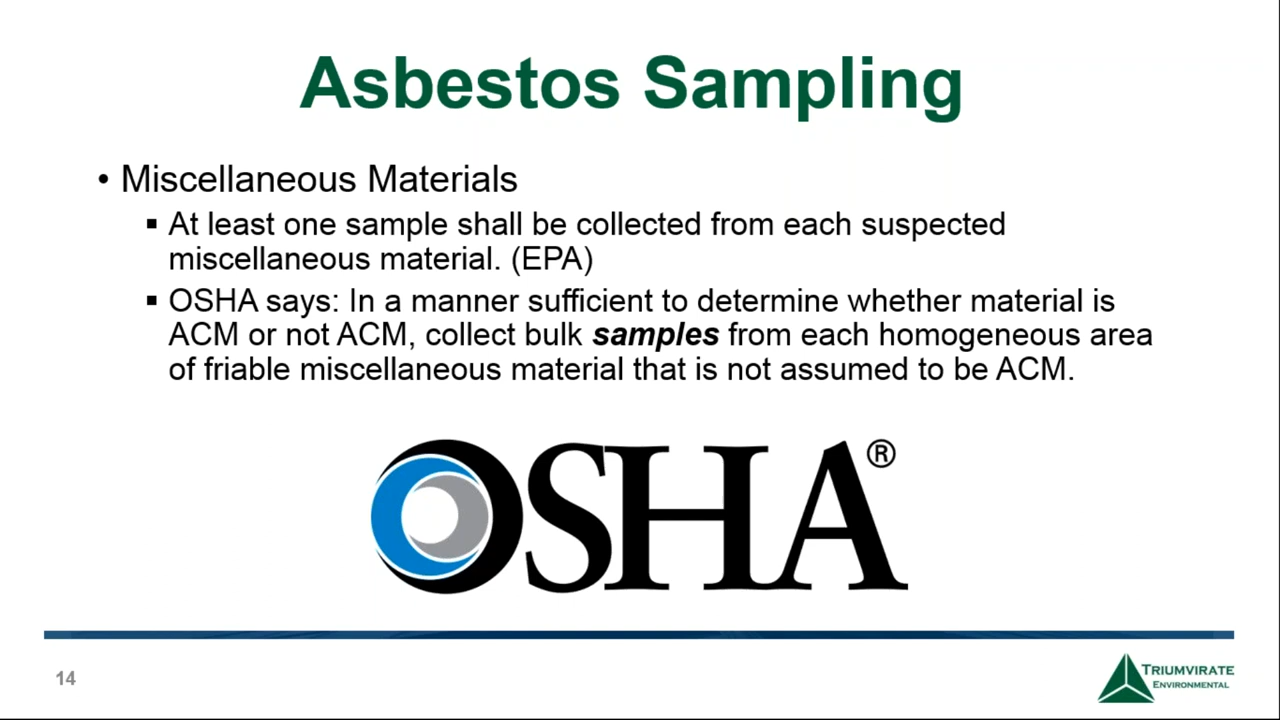 Asbestos Sampling
• Miscellaneous Materials
▪ At least one sample shall be collected from each suspected
miscellaneous material. (EPA)
▪ OSHA says: In a manner sufficient to determine whether material is
ACM or not ACM, collect bulk samples from each homogeneous area
of friable miscellaneous material that is not assumed to be ACM.
OSHA®
14
TRIUMVIRATE
ENVIRONMENTAL